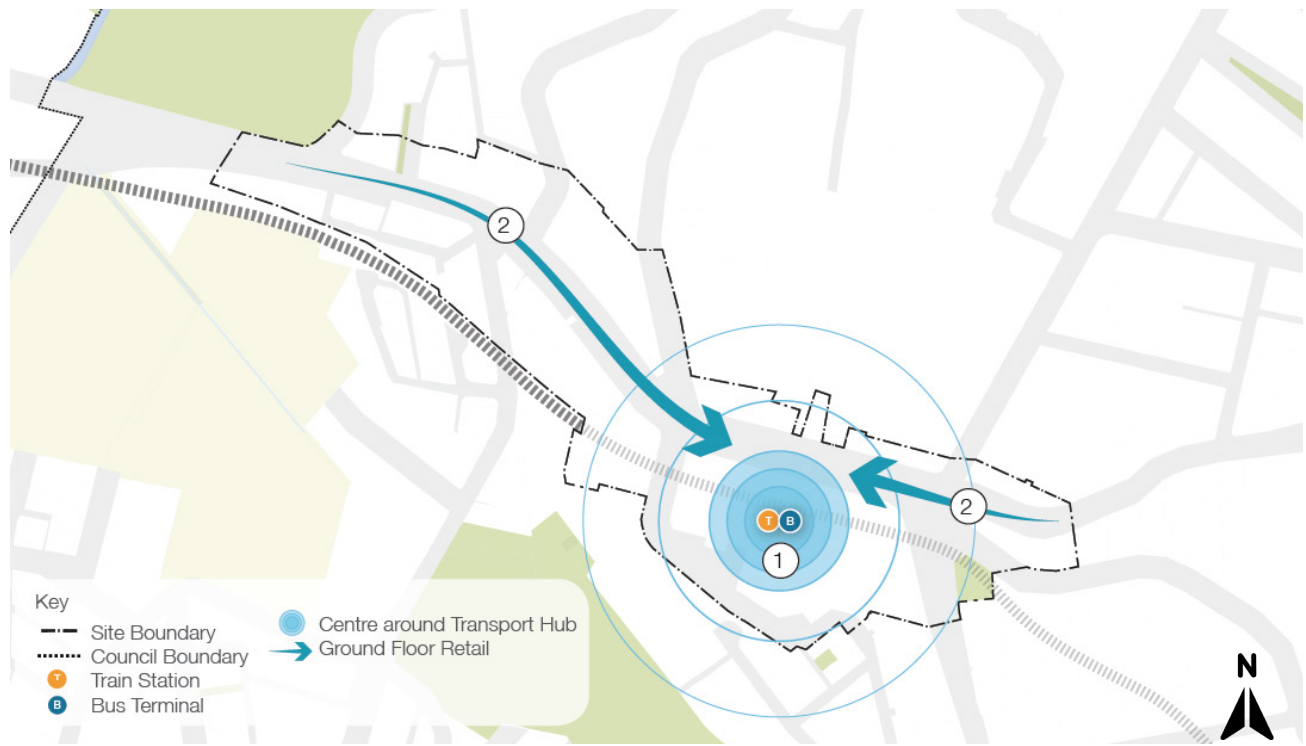 2
2
T B
1
Key
Site Boundary
Council Boundary
T Train Station
B Bus Terminal
Centre around Transport Hub
Ground Floor Retail
N